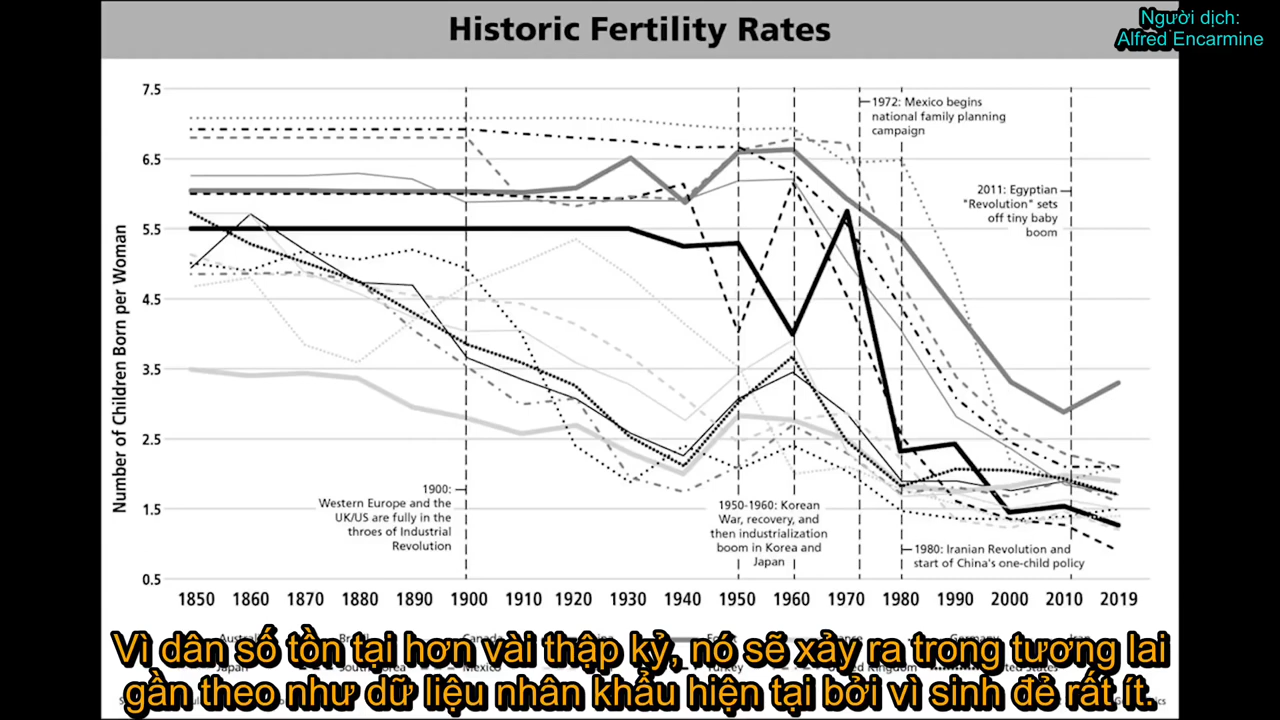 Historic Fertility Rates
Người dịch:
Alfred Encarmine
Number of Children Born per Woman
7.5
6.5
5.5
4.5
3.5
2.5
1.5
0.5
1972: Mexico begins
national family planning
campaign
2011: Egyptian
"Revolution" sets
off tiny baby
boom
1900:
Western Europe and the
UK/US are fully in the
throes of Industrial
Revolution
1950-1960: Korean
War, recovery, and
then industrialization
boom in Korea and
Japan
1980: Iranian Revolution and
start of China's one-child policy
1850 1860 1870 1880 1890 1900 1910 1920 1930 1940 1950 1960 1970 1980 1990 2000 2010 2019
Vì dân số tồn tại hơn vài thập kỷ, nó sẽ xảy ra trong tương lai
gần theo như dữ liệu nhân khẩu hiện tại bởi vì sinh đẻ rất ít.